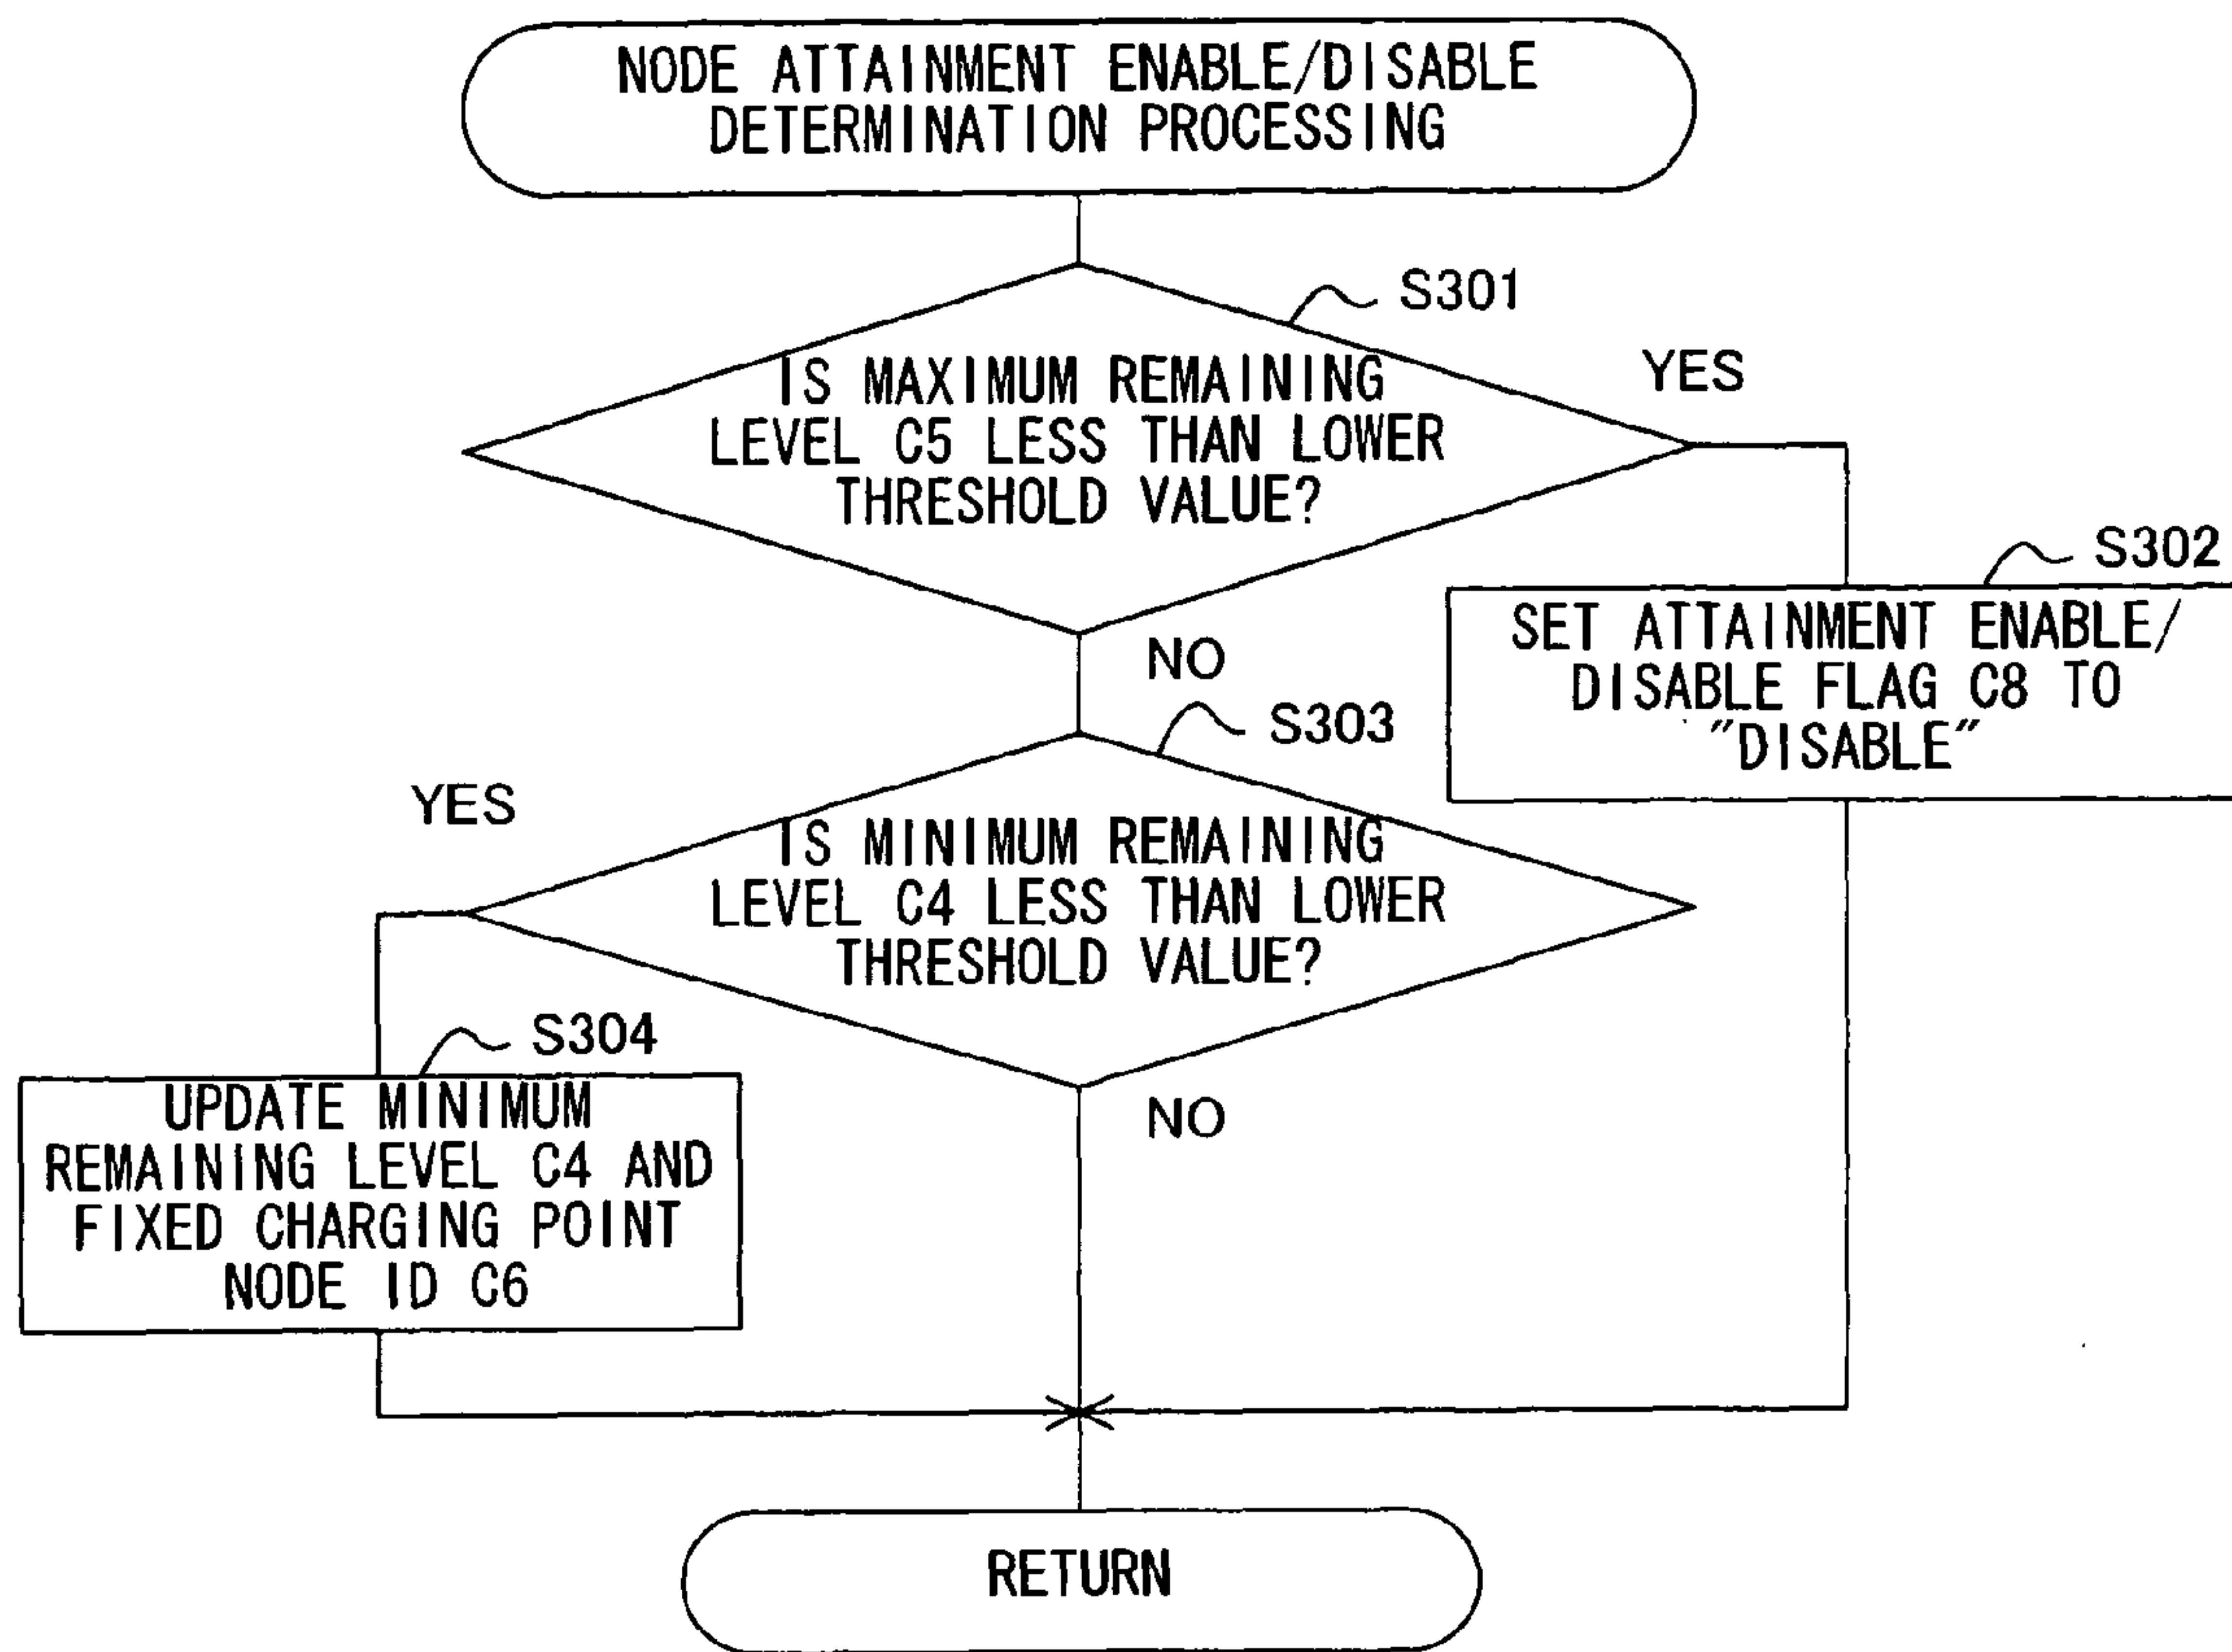 NODE ATTAINMENT ENABLE/DISABLE
DETERMINATION PROCESSING
S301
IS MAXIMUM REMAINING
LEVEL C5 LESS THAN LOWER
THRESHOLD VALUE?
YES
S302
SET ATTAINMENT ENABLE/
DISABLE FLAG C8 TO
"DISABLE"
NO
S303
YES
IS MINIMUM REMAINING
LEVEL C4 LESS THAN LOWER
THRESHOLD VALUE?
S304
UPDATE MINIMUM
REMAINING LEVEL C4 AND
FIXED CHARGING POINT
NODE ID C6
NO
RETURN